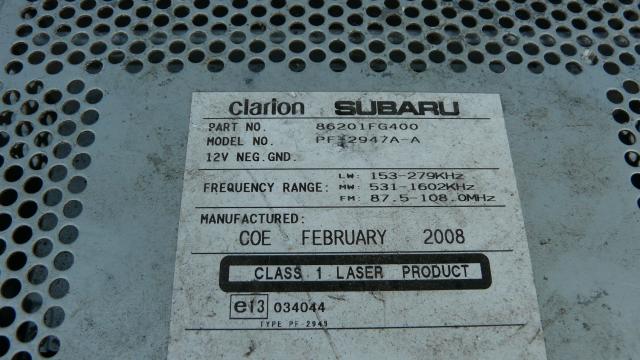 clarion SUBARU
PART NO. 86201FG400
MODEL NO. PF-2947A-A
12V NEG.GND.
LW: 153-279KHz
FREQUENCY RANGE: MW: 531-1602KHz
FM: 87.5-108.0MHz
MANUFACTURED:
COE FEBRUARY 2008
CLASS 1 LASER PRODUCT
e13 034044
TYPE PF-2949